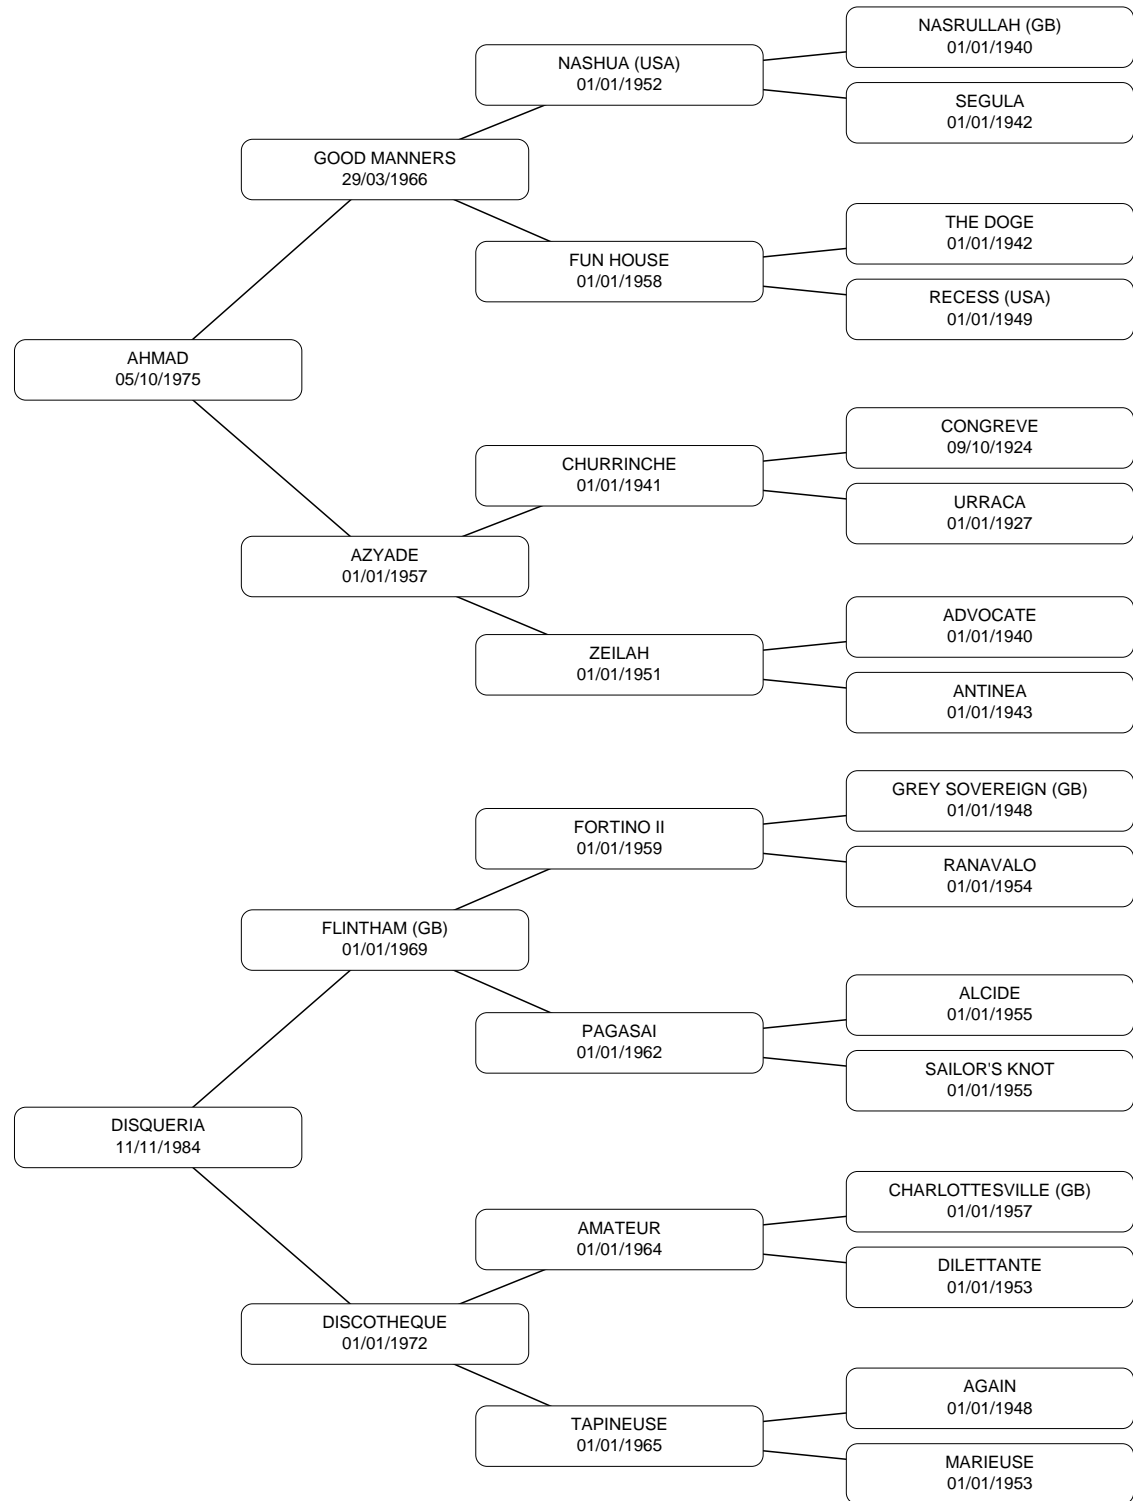 NASRULLAH (GB)
01/01/1940
NASHUA (USA)
01/01/1952
SEGULA
01/01/1942
GOOD MANNERS
29/03/1966
THE DOGE
01/01/1942
FUN HOUSE
01/01/1958
RECESS (USA)
01/01/1949
AHMAD
05/10/1975
CONGREVE
09/10/1924
CHURRINCHE
01/01/1941
URRACA
01/01/1927
AZYADE
01/01/1957
ADVOCATE
01/01/1940
ZEILAH
01/01/1951
ANTINEA
01/01/1943
GREY SOVEREIGN (GB)
01/01/1948
FORTINO II
01/01/1959
RANAVALO
01/01/1954
FLINTHAM (GB)
01/01/1969
ALCIDE
01/01/1955
PAGASAI
01/01/1962
SAILOR'S KNOT
01/01/1955
DISQUERIA
11/11/1984
CHARLOTTESVILLE (GB)
01/01/1957
AMATEUR
01/01/1964
DILETTANTE
01/01/1953
DISCOTHEQUE
01/01/1972
AGAIN
01/01/1948
TAPINEUSE
01/01/1965
MARIEUSE
01/01/1953